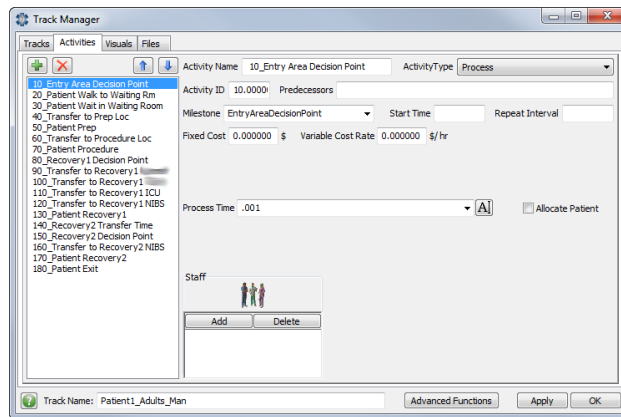 Track Manager
Tracks Activities Visuals Files
Activity Name 10_Entry Area Decision Point ActivityType Process
Activity ID 10.0000 Predecessors
Milestone EntryAreaDecisionPoint Start Time Repeat Interval
Fixed Cost 0.000000 $ Variable Cost Rate 0.000000 $/hr
Process Time .001 A Allocate Patient
Staff
Add Delete
10_Entry Area Decision Point
20_Patient Walk to Waiting Rm
30_Patient Wait in Waiting Room
40_Transfer to Prep Loc
50_Patient Prep
60_Transfer to Procedure Loc
70_Patient Procedure
80_Recovery1 Decision Point
90_Transfer to Recovery1
100_Transfer to Recovery1
110_Transfer to Recovery1 ICU
120_Transfer to Recovery1 NIBS
130_Patient Recovery1
140_Recovery2 Transfer Time
150_Recovery2 Decision Point
160_Transfer to Recovery2 NIBS
170_Patient Recovery2
180_Patient Exit
Track Name: Patient1_Adults_Man Advanced Functions Apply OK